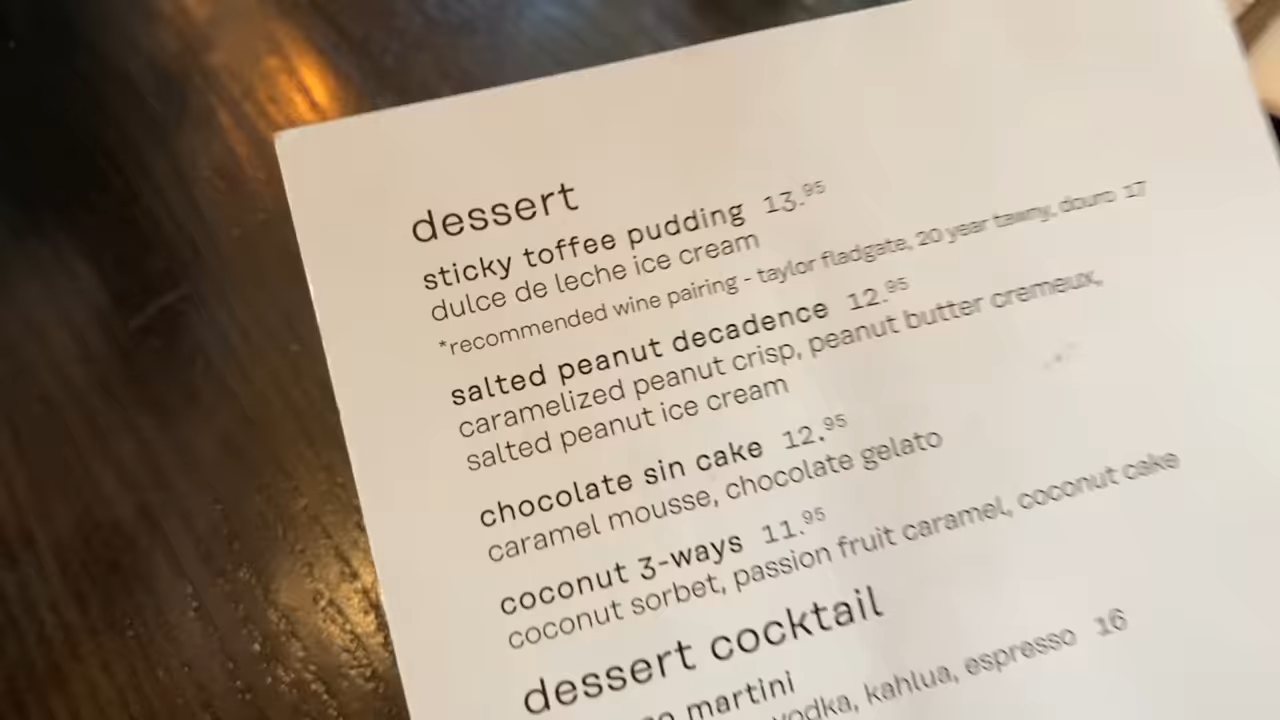 dessert
sticky toffee pudding 13.95
dulce de leche ice cream
*recommended wine pairing - taylor fladgate, 20 year tawny, douro 17
salted peanut decadence 12.95
caramelized peanut crisp, peanut butter cremeux,
salted peanut ice cream
chocolate sin cake 12.95
caramel mousse, chocolate gelato
coconut 3-ways 11.95
coconut sorbet, passion fruit caramel, coconut cake
dessert cocktail
martini
vodka, kahlua, espresso 16